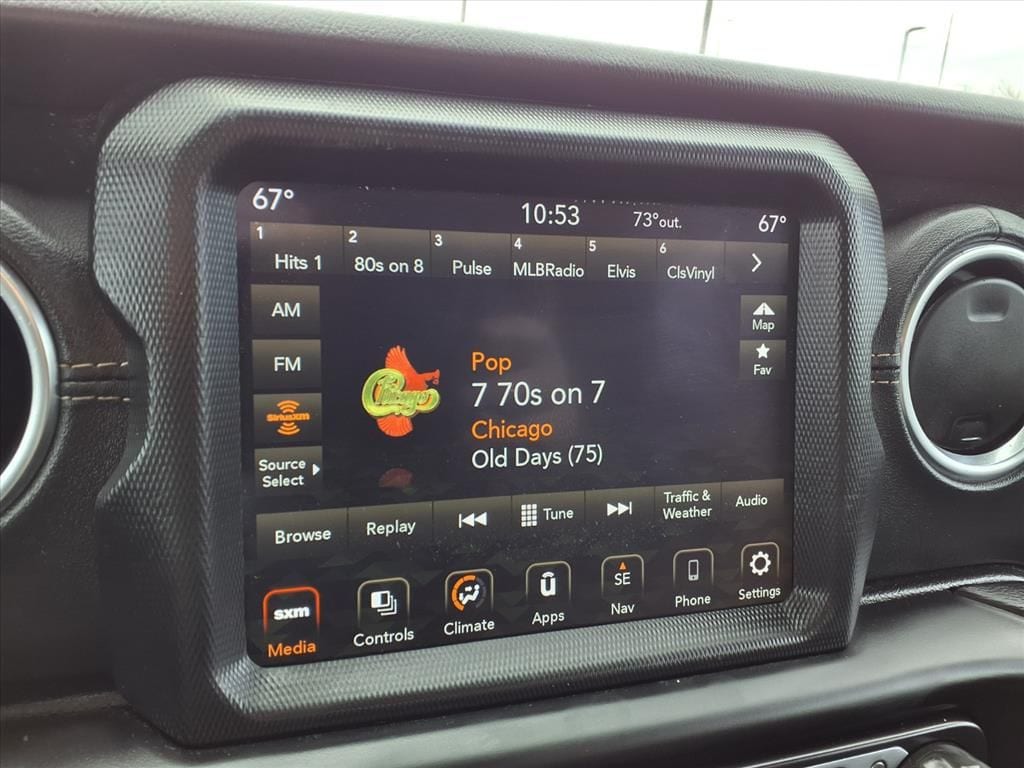 67° 10:53 73°out. 67°
1 Hits 1
2 80s on 8
3 Pulse
4 MLBRadio
5 Elvis
6 ClsVinyl
AM
FM
SiriusXM
Source
Select
Chicago
Pop
7 70s on 7
Chicago
Old Days (75)
Map
Fav
Browse
Replay
Tune
Traffic &
Weather
Audio
sxm
Media
Controls
Climate
ū
Apps
SE
Nav
Phone
Settings